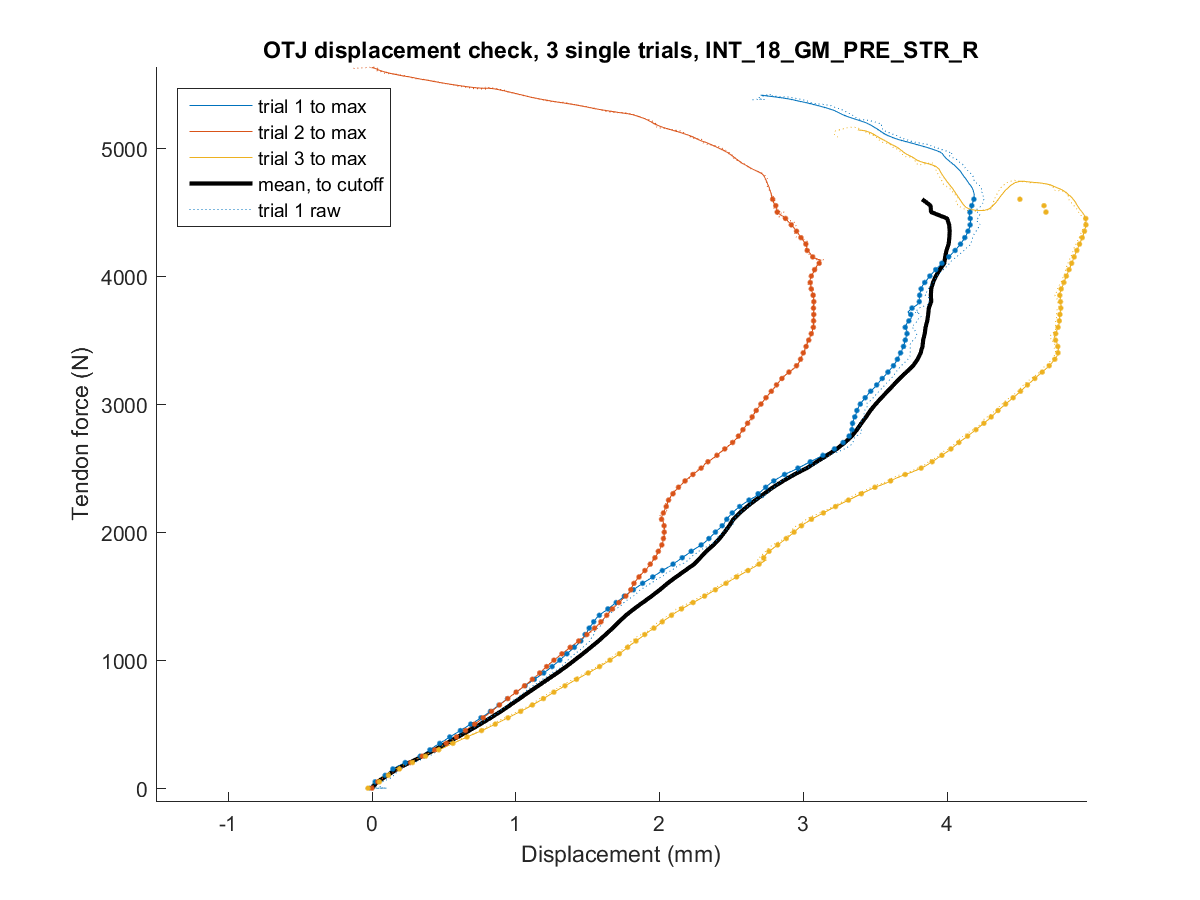 OTJ displacement check, 3 single trials, INT_18_GM_PRE_STR_R
trial 1 to max
trial 2 to max
trial 3 to max
mean, to cutoff
trial 1 raw
Tendon force (N)
5000
4000
3000
2000
1000
0
-1 0 1 2 3 4
Displacement (mm)